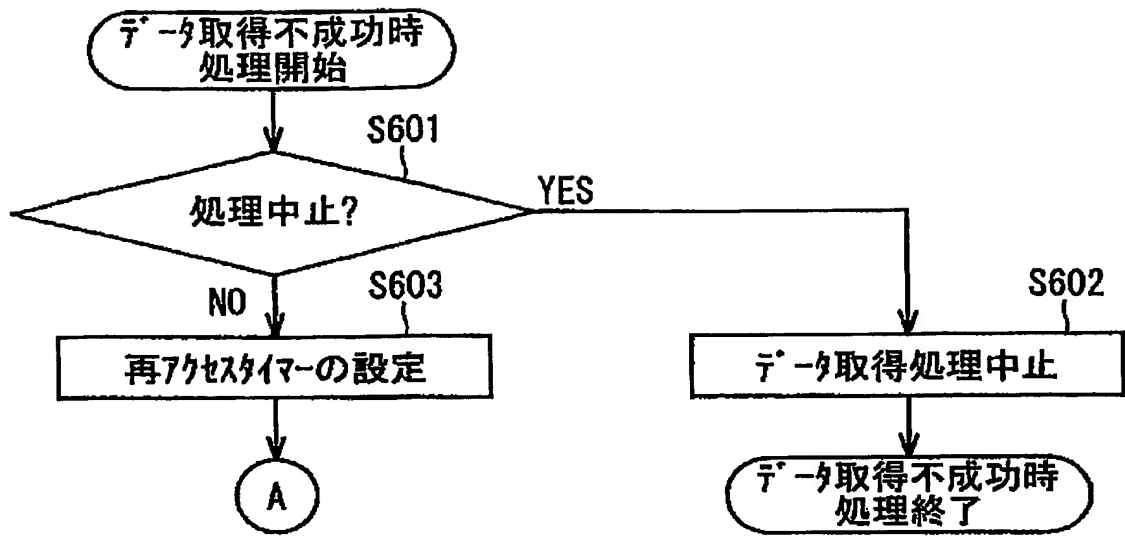 データ取得不成功時
処理開始
S601
処理中止?
YES
NO
S603
S602
再アクセスタイマーの設定
データ取得処理中止
A
データ取得不成功時
処理終了